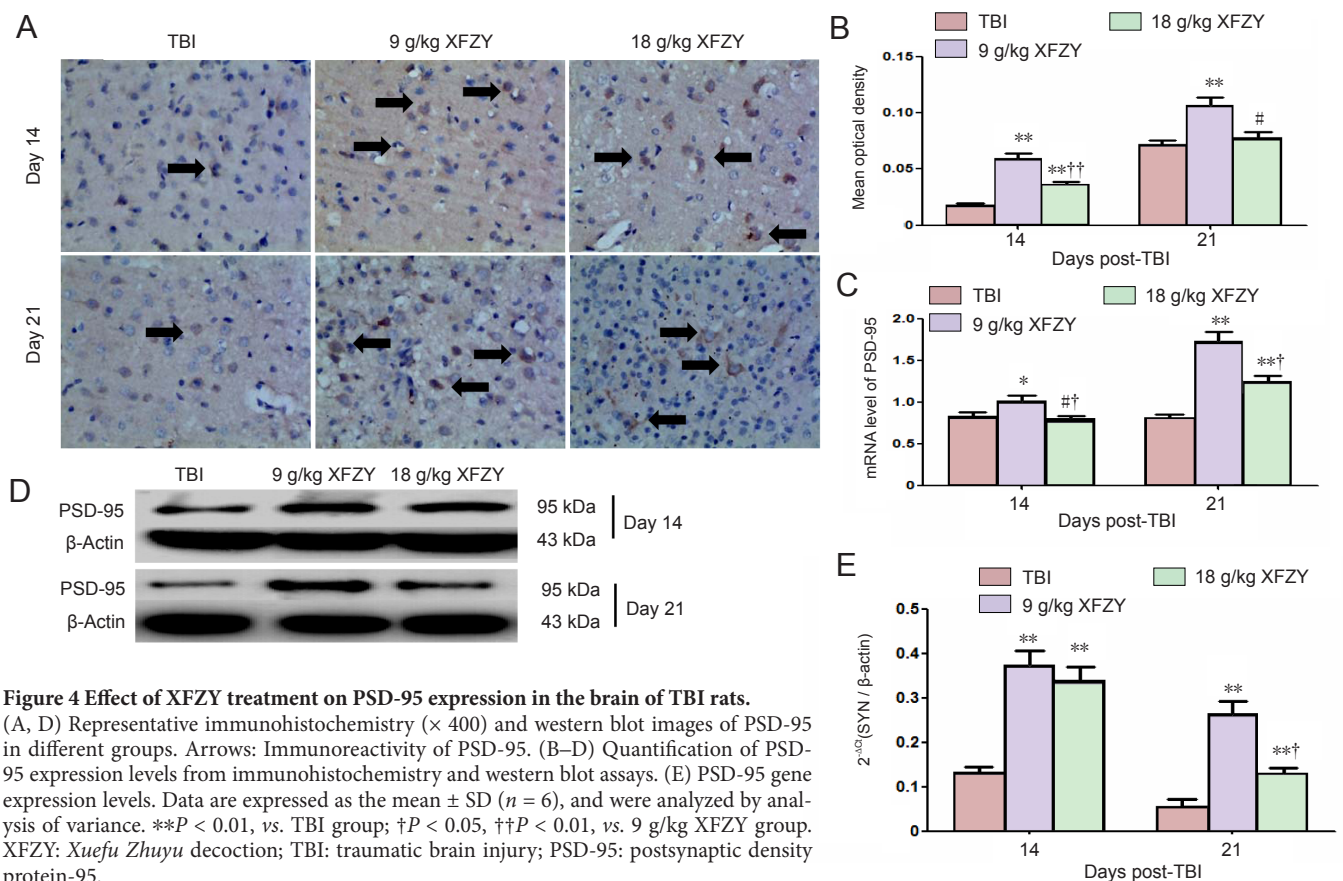 A
TBI
9 g/kg XFZY
18 g/kg XFZY
Day 14
Day 21
B
TBI
18 g/kg XFZY
9 g/kg XFZY
Mean optical density
0.15
0.10
0.05
0
**
**††
**
#
14
21
Days post-TBI
C
TBI
18 g/kg XFZY
9 g/kg XFZY
mRNA level of PSD-95
2.0
1.5
1.0
0.5
0
*
#†
**
**†
14
21
Days post-TBI
D
TBI
9 g/kg XFZY
18 g/kg XFZY
PSD-95
95 kDa
β-Actin
43 kDa
Day 14
PSD-95
95 kDa
β-Actin
43 kDa
Day 21
E
TBI
18 g/kg XFZY
9 g/kg XFZY
2^-ΔCt(SYN / β-actin)
0.5
0.4
0.3
0.2
0.1
0
**
**
**
**†
14
21
Days post-TBI
Figure 4 Effect of XFZY treatment on PSD-95 expression in the brain of TBI rats.
(A, D) Representative immunohistochemistry (× 400) and western blot images of PSD-95
in different groups. Arrows: Immunoreactivity of PSD-95. (B–D) Quantification of PSD-
95 expression levels from immunohistochemistry and western blot assays. (E) PSD-95 gene
expression levels. Data are expressed as the mean ± SD (n = 6), and were analyzed by anal-
ysis of variance. **P < 0.01, vs. TBI group; †P < 0.05, ††P < 0.01, vs. 9 g/kg XFZY group.
XFZY: Xuefu Zhuyu decoction; TBI: traumatic brain injury; PSD-95: postsynaptic density
protein-95.